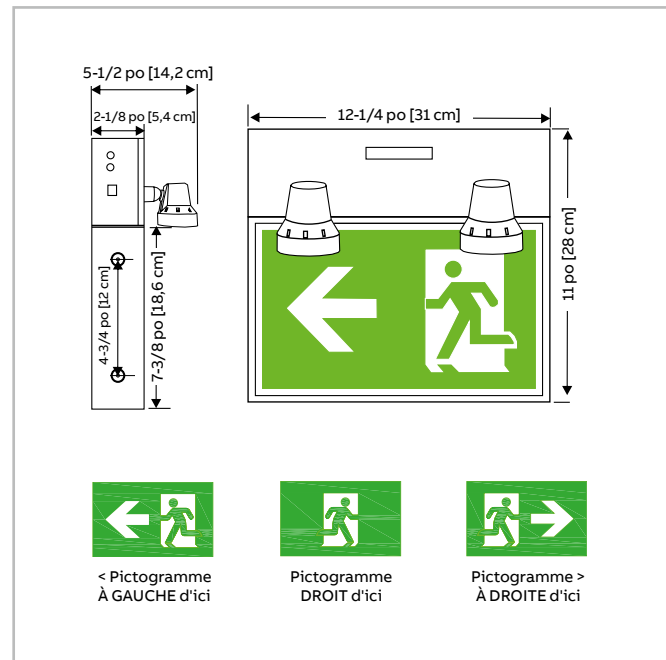 5-1/2 po [14,2 cm]
2-1/8 po [5,4 cm]
12-1/4 po [31 cm]
4-3/4 po [12 cm]
7-3/8 po [18,6 cm]
11 po [28 cm]
< Pictogramme
À GAUCHE d'ici
Pictogramme
DROIT d'ici
Pictogramme >
À DROITE d'ici